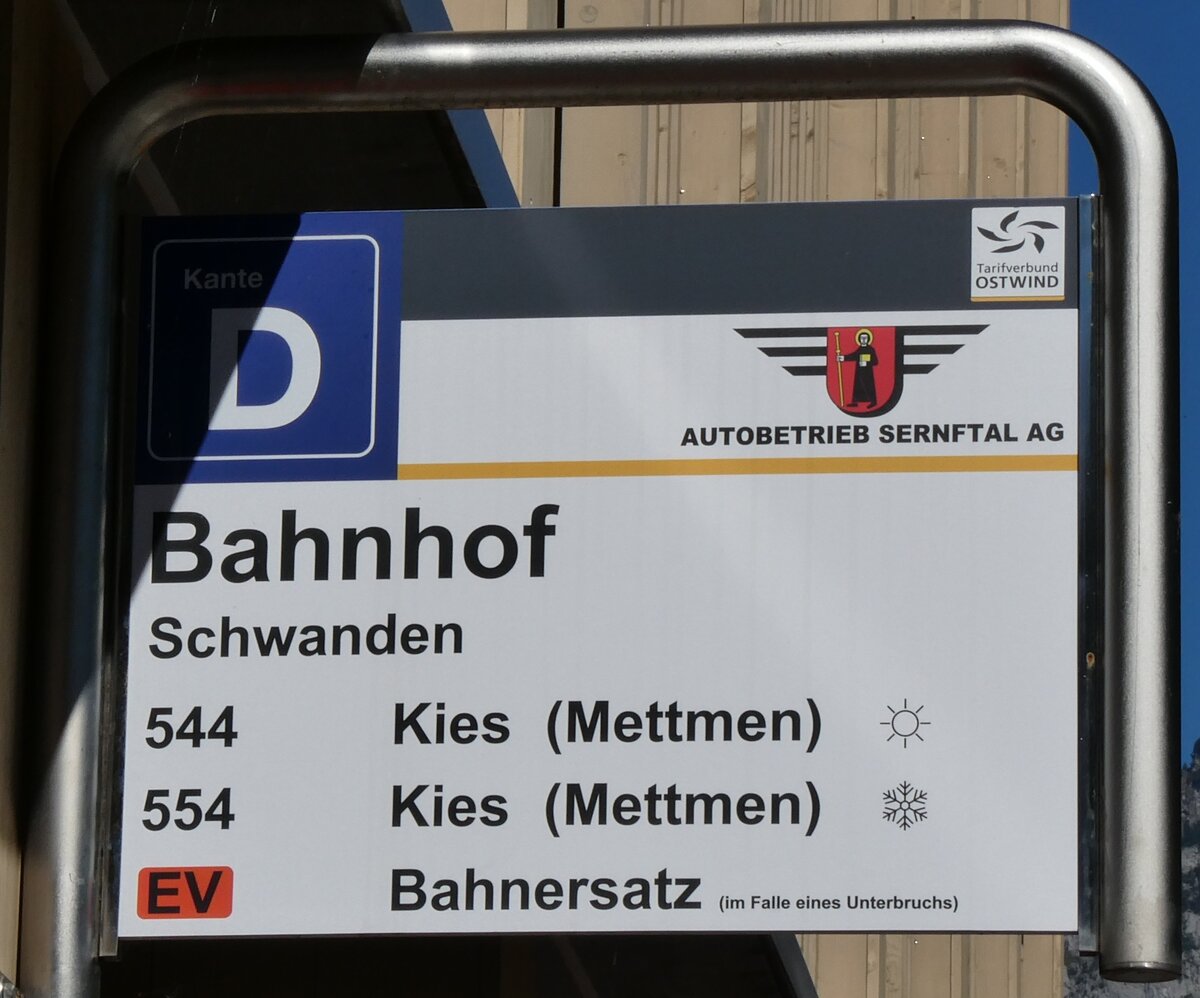 Kante
D
Tarifverbund
OSTWIND
AUTOBETRIEB SERNFTAL AG
Bahnhof
Schwanden
544 Kies (Mettmen)
554 Kies (Mettmen)
EV Bahnersatz (im Falle eines Unterbruchs)